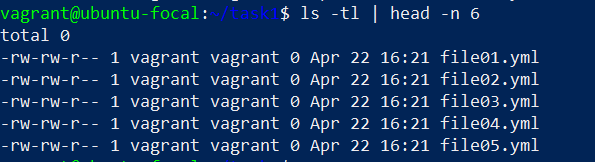 vagrant@ubuntu-focal:~/task1$ ls -tl | head -n 6
total 0
-rw-rw-r-- 1 vagrant vagrant 0 Apr 22 16:21 file01.yml
-rw-rw-r-- 1 vagrant vagrant 0 Apr 22 16:21 file02.yml
-rw-rw-r-- 1 vagrant vagrant 0 Apr 22 16:21 file03.yml
-rw-rw-r-- 1 vagrant vagrant 0 Apr 22 16:21 file04.yml
-rw-rw-r-- 1 vagrant vagrant 0 Apr 22 16:21 file05.yml